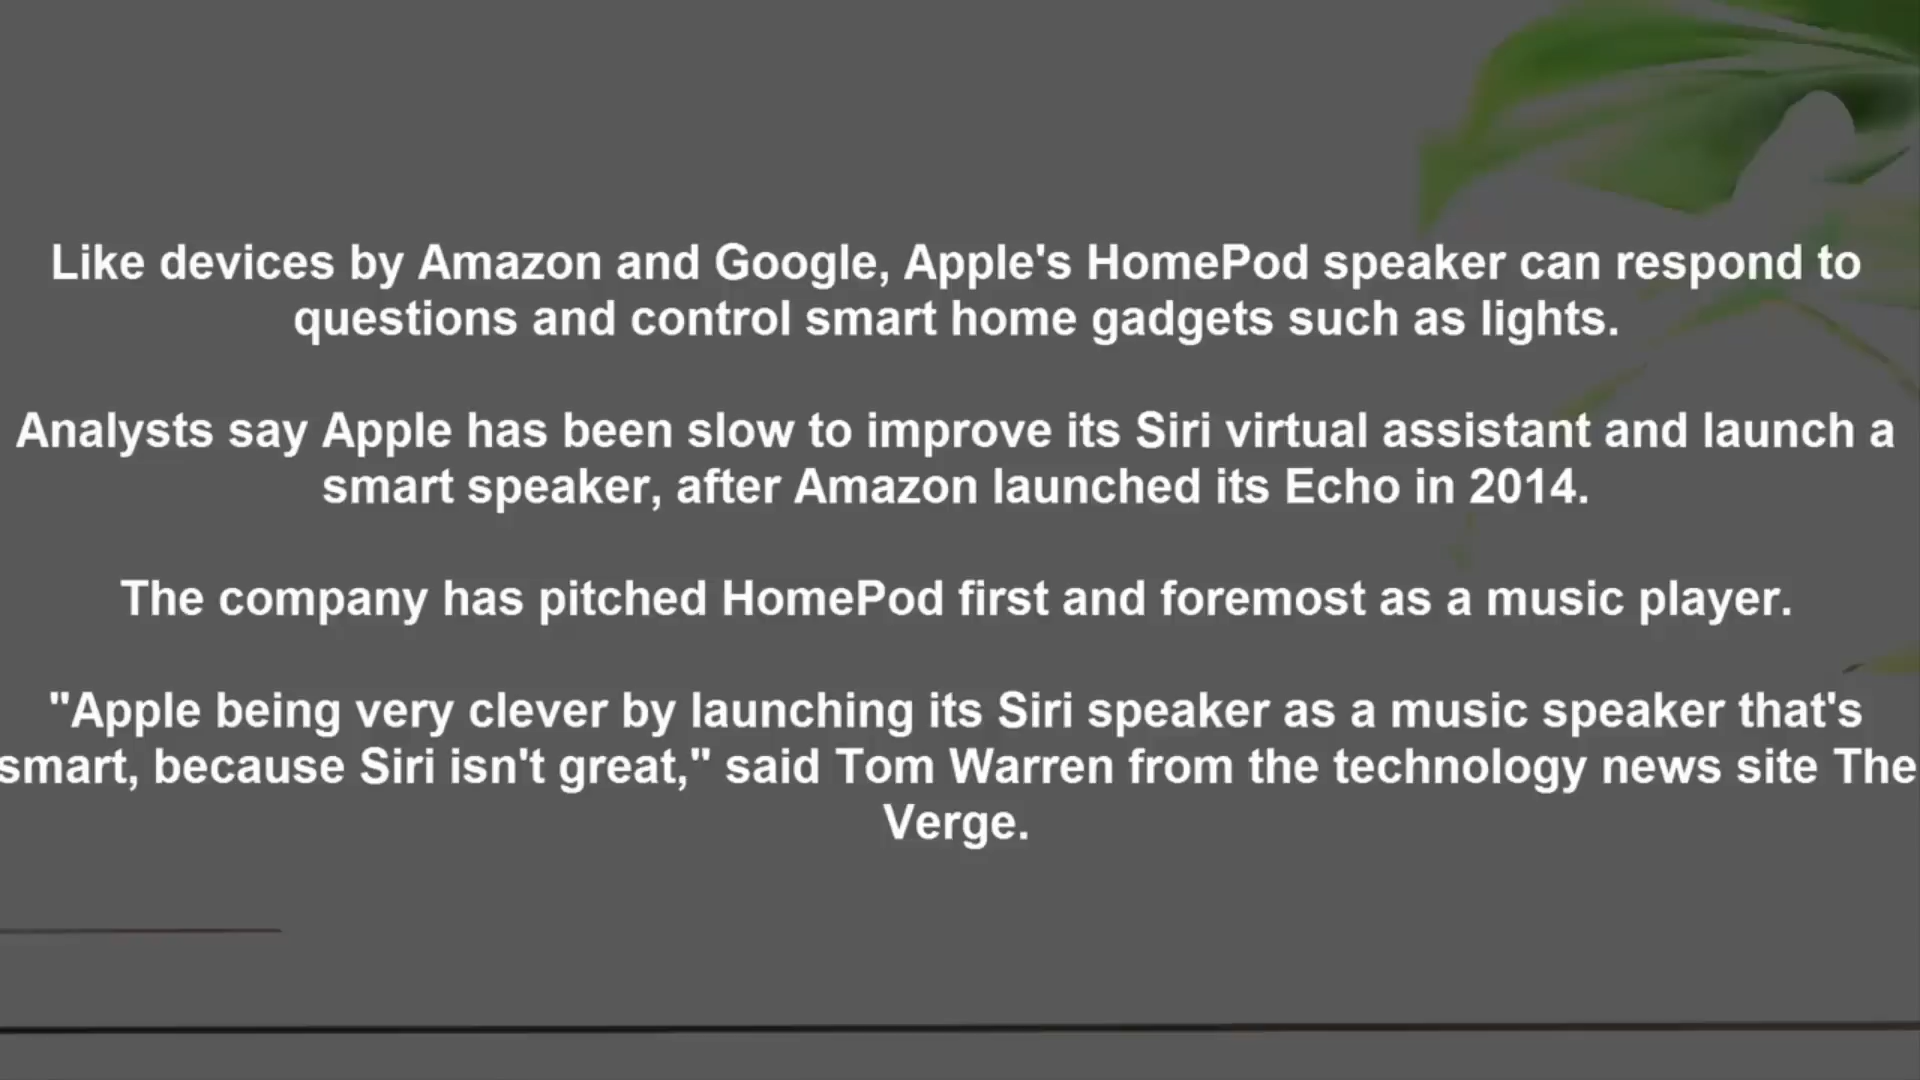 Like devices by Amazon and Google, Apple's HomePod speaker can respond to
questions and control smart home gadgets such as lights.
Analysts say Apple has been slow to improve its Siri virtual assistant and launch a
smart speaker, after Amazon launched its Echo in 2014.
The company has pitched HomePod first and foremost as a music player.
"Apple being very clever by launching its Siri speaker as a music speaker that's
smart, because Siri isn't great," said Tom Warren from the technology news site The
Verge.